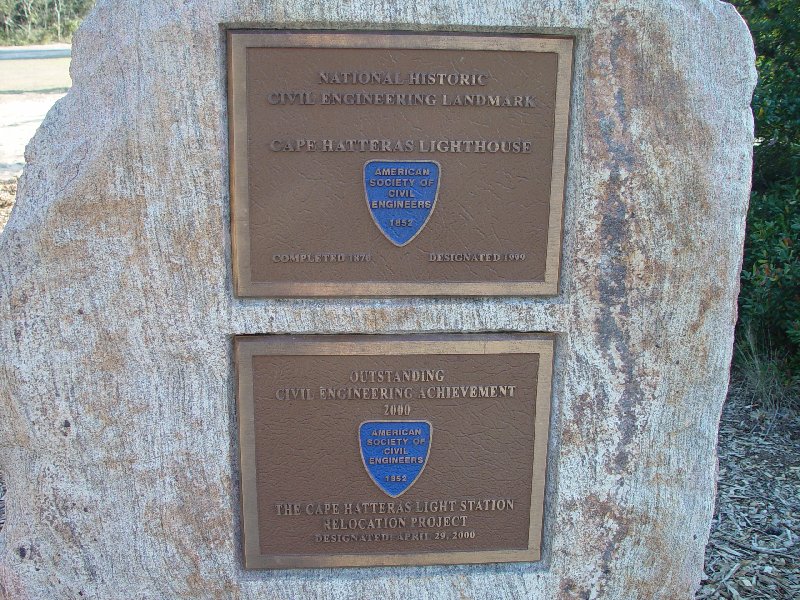 NATIONAL HISTORIC
CIVIL ENGINEERING LANDMARK
CAPE HATTERAS LIGHTHOUSE
AMERICAN
SOCIETY OF
CIVIL
ENGINEERS
1852
COMPLETED 1870 DESIGNATED 1999
OUTSTANDING
CIVIL ENGINEERING ACHIEVEMENT
2000
AMERICAN
SOCIETY OF
CIVIL
ENGINEERS
1852
THE CAPE HATTERAS LIGHT STATION
RELOCATION PROJECT
DESIGNATED: APRIL 29, 2000